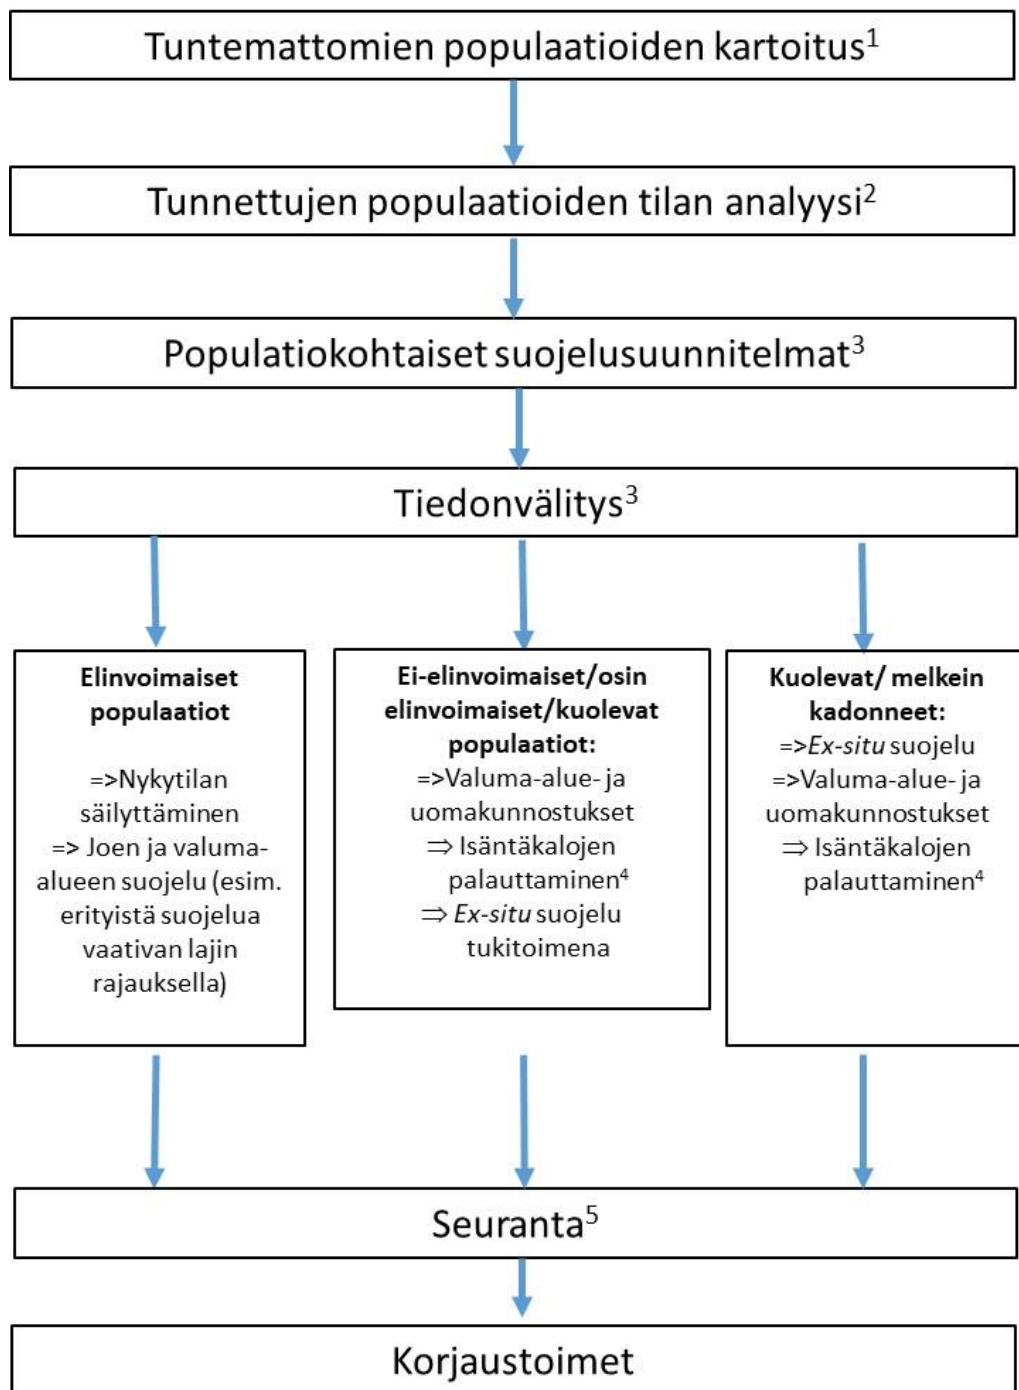 Tuntemattomien populaatioiden kartoitus¹
Tunnettujen populaatioiden tilan analyysi²
Populatiokohtaiset suojelusuunnitelmat³
Tiedonvälitys³
Elinvoimaiset
populaatiot
=>Nykytilan
säilyttäminen
=> Joen ja valuma-
alueen suojelu (esim.
erityistä suojelua
vaativan lajin
rajauksella)
Ei-elinvoimaiset/osin
elinvoimaiset/kuolevat
populaatiot:
=>Valuma-alue- ja
uomakunnostukset
⇒ Isäntäkalojen
palauttaminen⁴
⇒ Ex-situ suojelu
tukitoimena
Kuolevat/ melkein
kadonneet:
=>Ex-situ suojelu
=>Valuma-alue- ja
uomakunnostukset
⇒ Isäntäkalojen
palauttaminen⁴
Seuranta⁵
Korjaustoimet